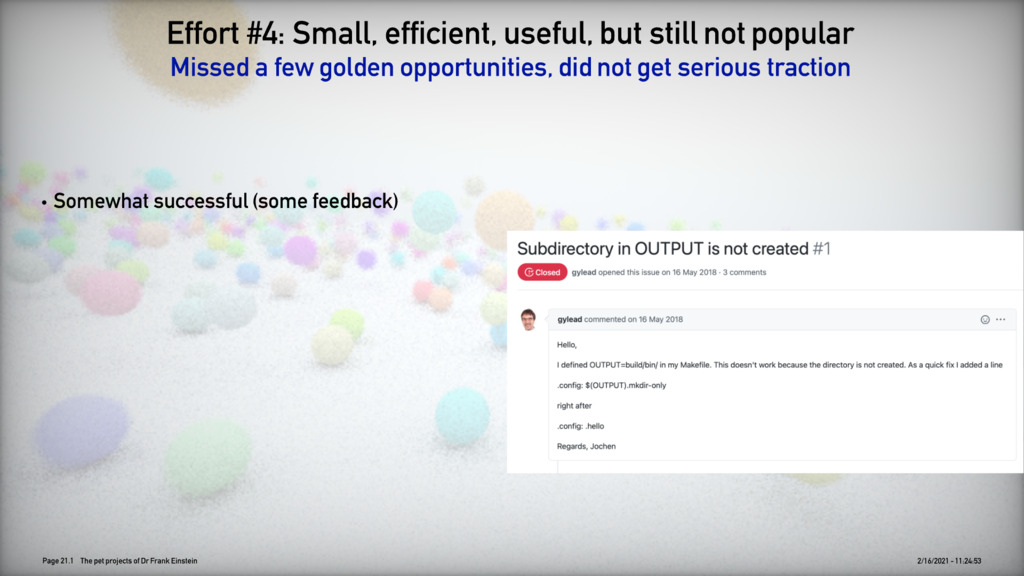 Effort #4: Small, efficient, useful, but still not popular
Missed a few golden opportunities, did not get serious traction
• Somewhat successful (some feedback)
Subdirectory in OUTPUT is not created #1
Closed gylead opened this issue on 16 May 2018 · 3 comments
gylead commented on 16 May 2018
Hello,
I defined OUTPUT=build/bin/ in my Makefile. This doesn't work because the directory is not created. As a quick fix I added a line
.config: $(OUTPUT).mkdir-only
right after
.config: .hello
Regards, Jochen
Page 21.1 The pet projects of Dr Frank Einstein
2/16/2021 - 11:24:53